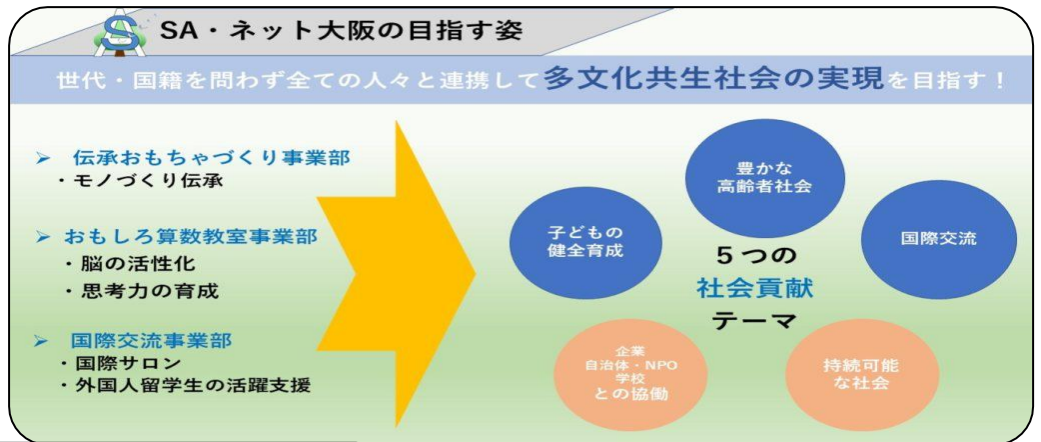 SA・ネット大阪の目指す姿
世代・国籍を問わず全ての人々と連携して多文化共生社会の実現を目指す！
➢ 伝承おもちゃづくり事業部
・モノづくり伝承
➢ おもしろ算数教室事業部
・脳の活性化
・思考力の育成
➢ 国際交流事業部
・国際サロン
・外国人留学生の活躍支援
豊かな
高齢者社会
子どもの
健全育成
国際交流
５つの
社会貢献
テーマ
企業
自治体・NPO
学校
との協働
持続可能
な社会